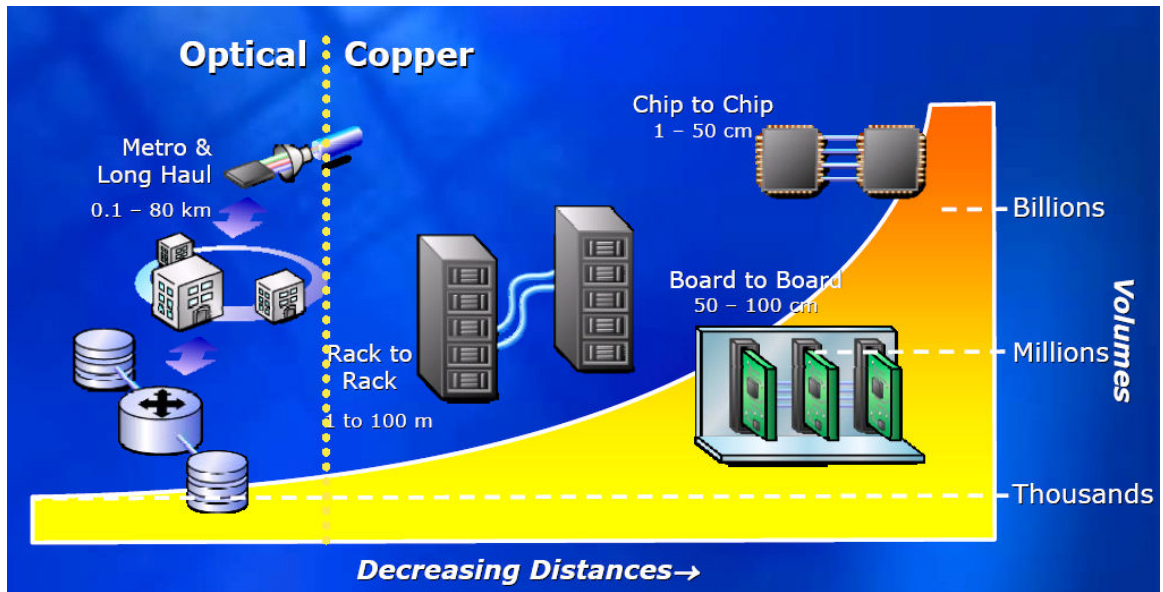 Optical
Copper
Metro &
Long Haul
0.1 – 80 km
Rack to
Rack
1 to 100 m
Chip to Chip
1 – 50 cm
Board to Board
50 – 100 cm
Billions
Millions
Thousands
Volumes
Decreasing Distances→